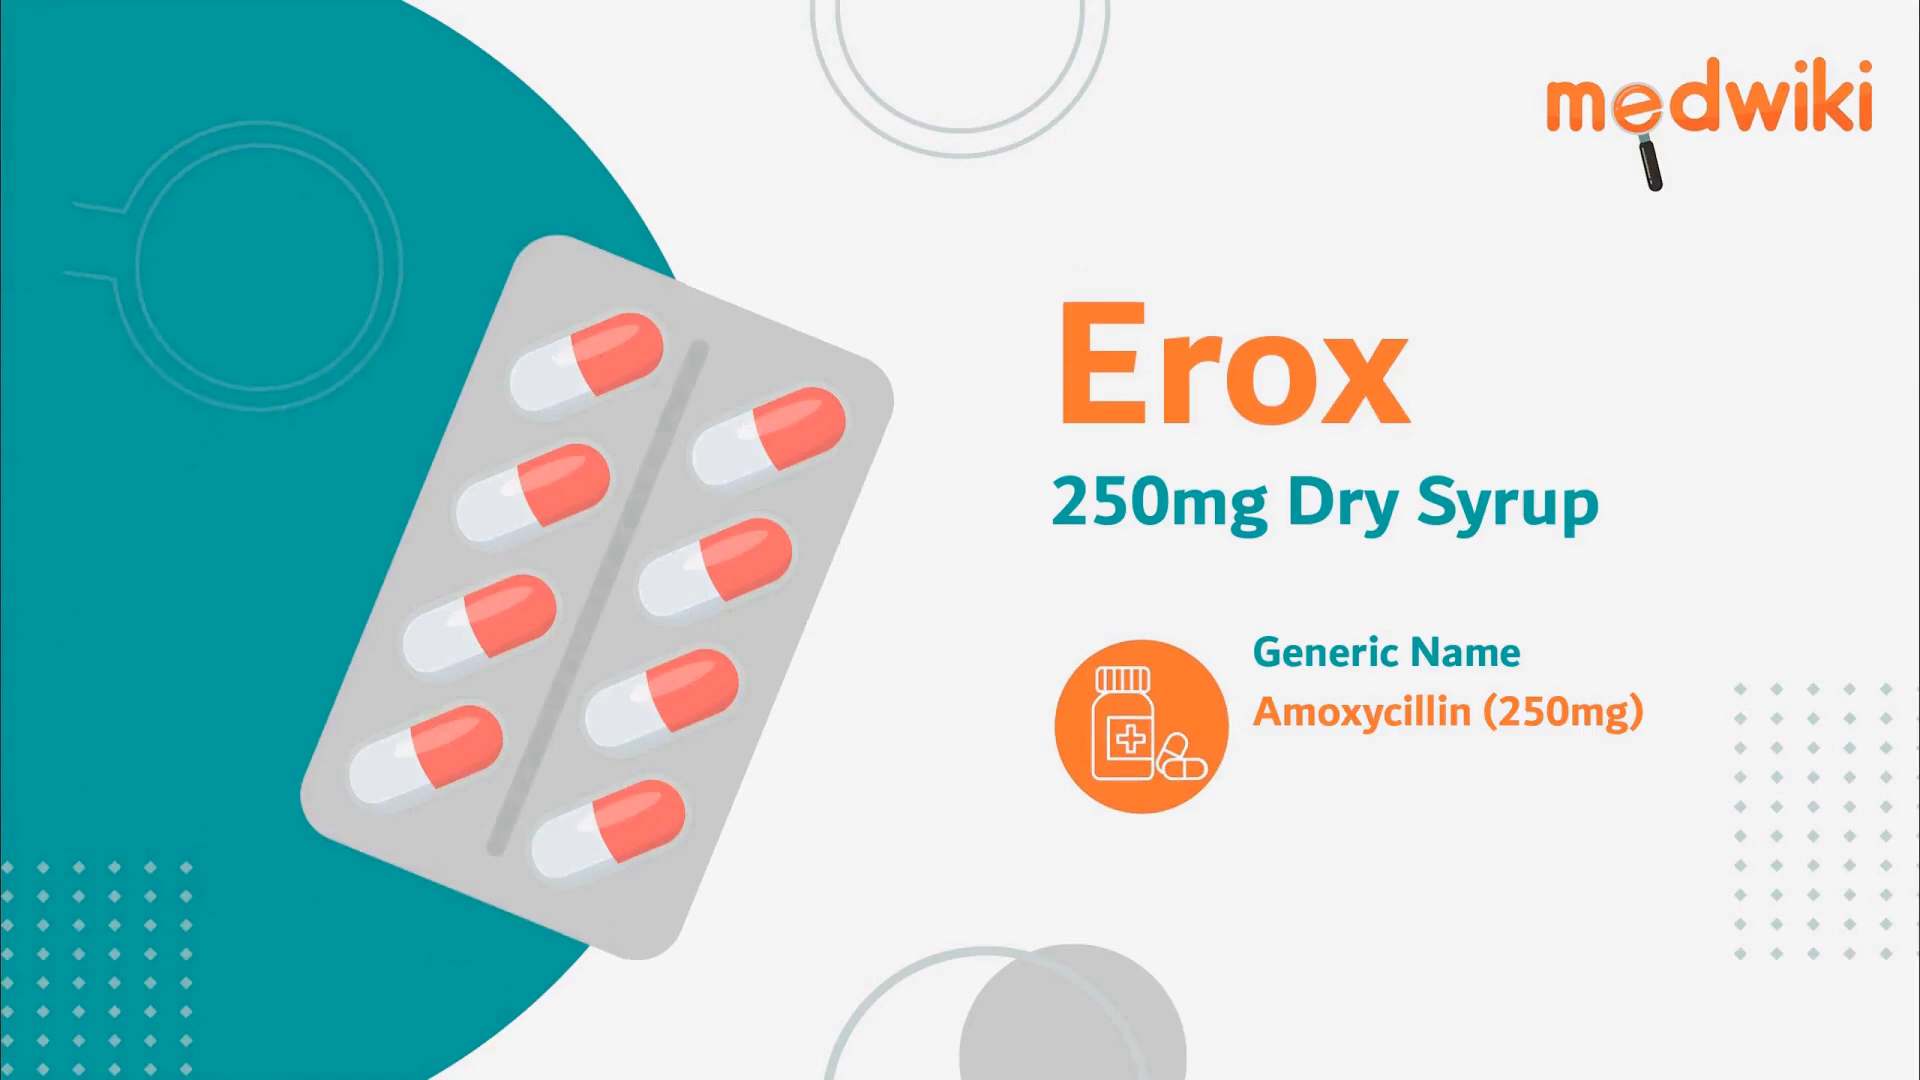 medwiki
Erox
250mg Dry Syrup
Generic Name
Amoxycillin (250mg)